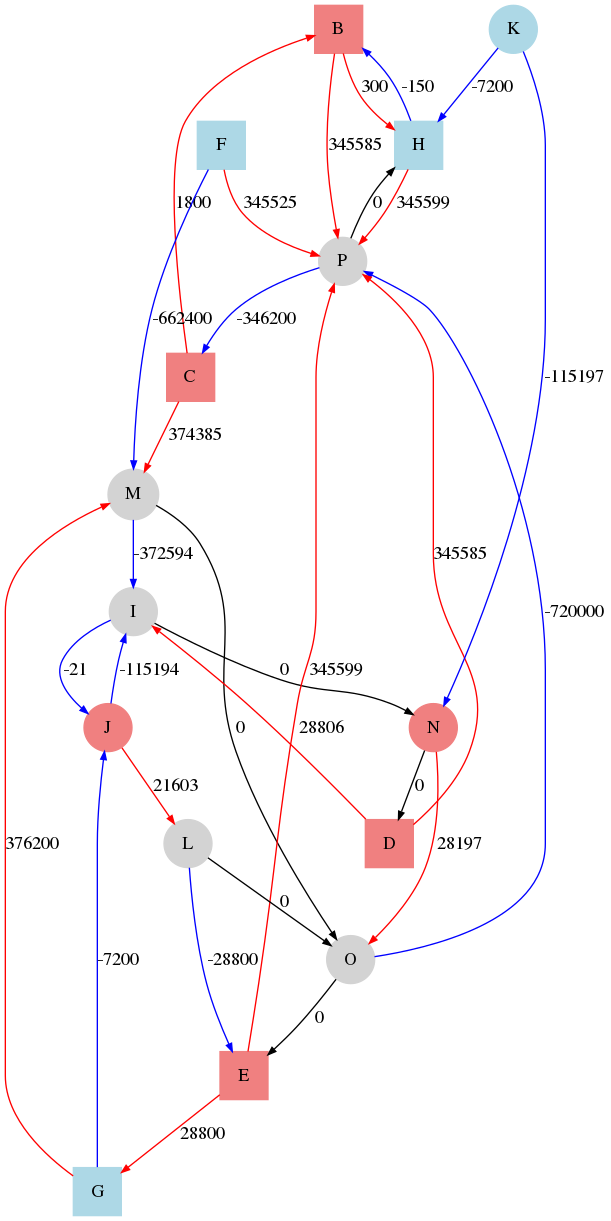 B
K
300
-150
-7200
F
H
345585
1800
345525
0
345599
P
-662400
-346200
C
-115197
374385
M
-372594
345585
I
-720000
-21
-115194
0
345599
J
0
28806
N
21603
0
376200
L
D
28197
0
-7200
-28800
O
0
E
28800
G